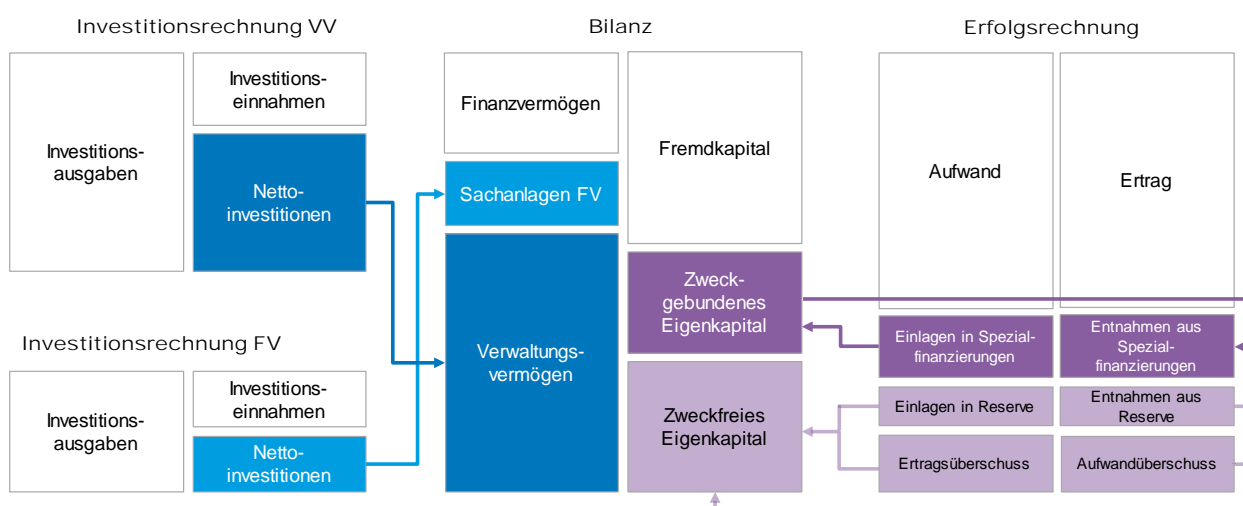 Investitionsrechnung VV
Investitions-
ausgaben
Investitions-
einnahmen
Netto-
investitionen
Investitionsrechnung FV
Investitions-
ausgaben
Investitions-
einnahmen
Netto-
investitionen
Bilanz
Finanzvermögen
Sachanlagen FV
Verwaltungs-
vermögen
Fremdkapital
Zweck-
gebundenes
Eigenkapital
Zweckfreies
Eigenkapital
Erfolgsrechnung
Aufwand
Einlagen in Spezial-
finanzierungen
Einlagen in Reserve
Ertragsüberschuss
Ertrag
Entnahmen aus
Spezial-
finanzierungen
Entnahmen aus
Reserve
Aufwandüberschuss